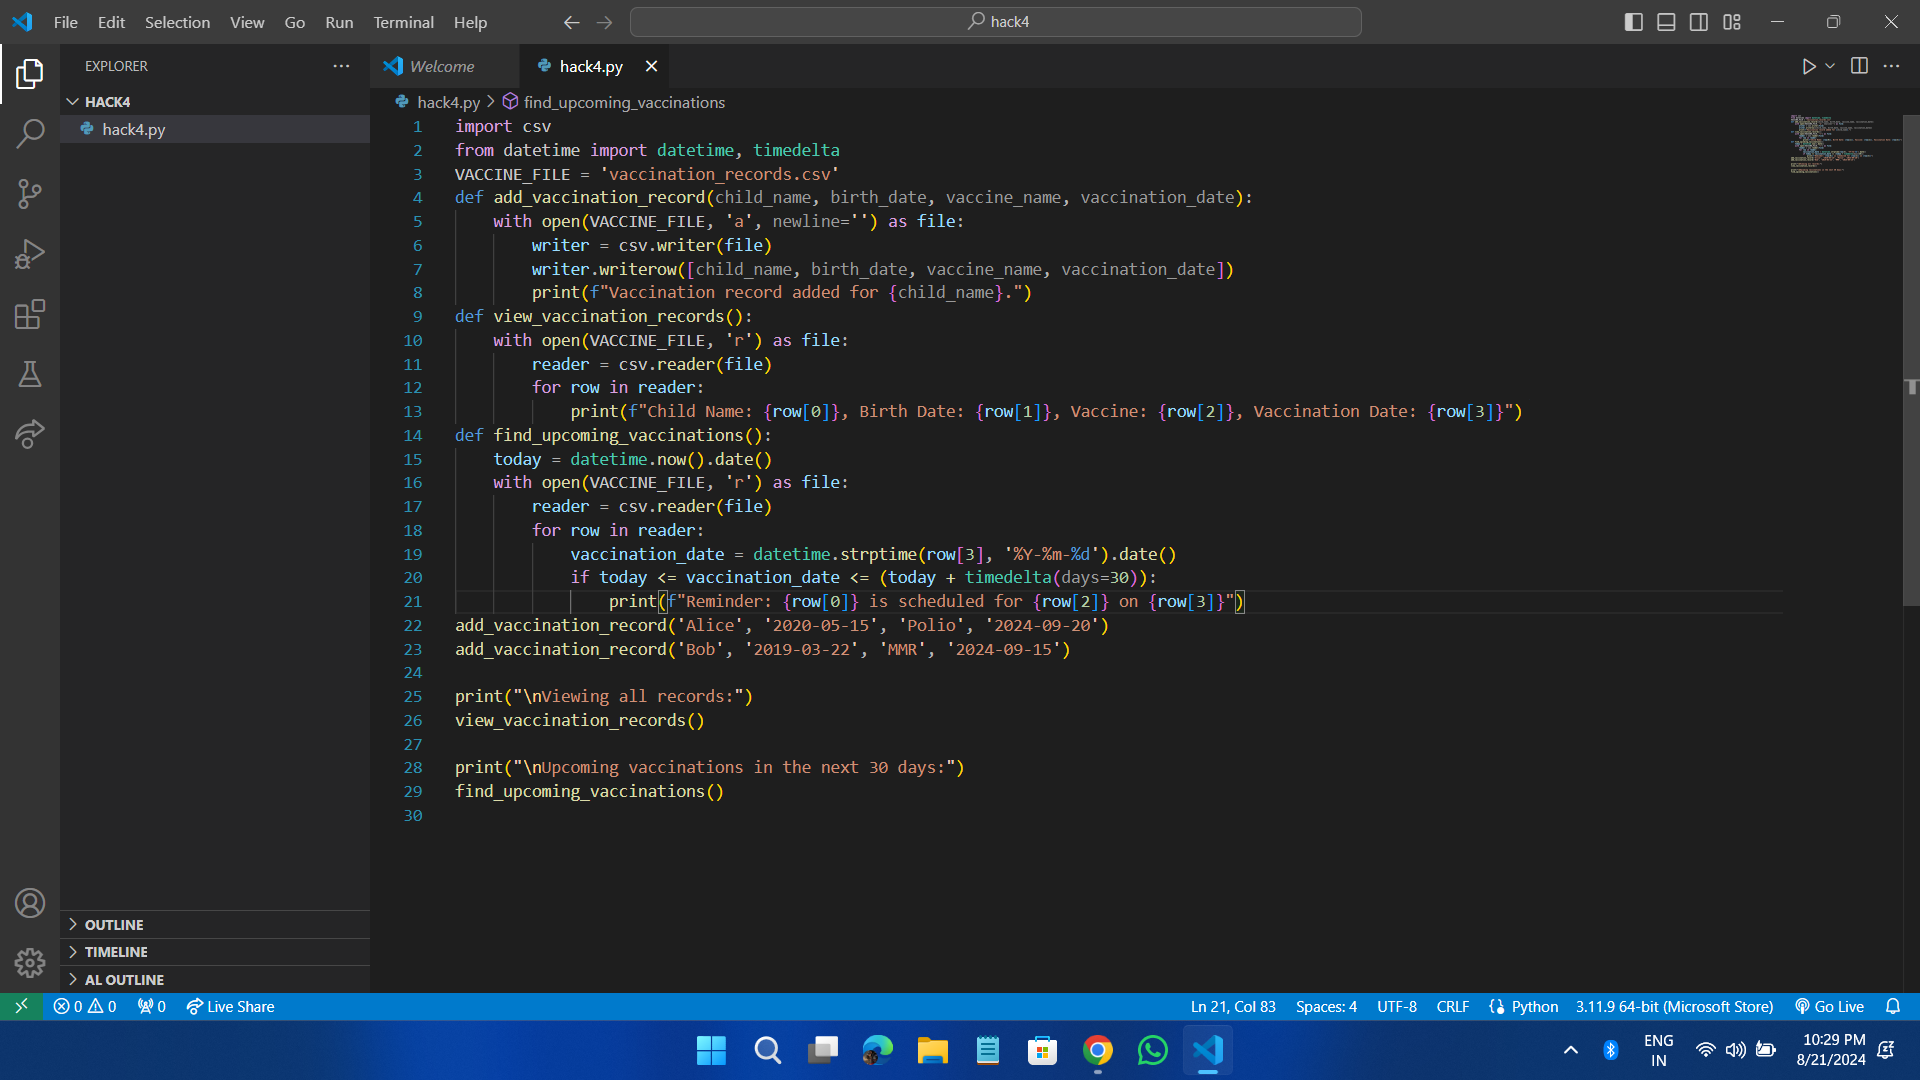 File Edit Selection View Go Run Terminal Help hack4
EXPLORER
HACK4
hack4.py
Welcome hack4.py
hack4.py > find_upcoming_vaccinations
1 import csv
2 from datetime import datetime, timedelta
3 VACCINE_FILE = 'vaccination_records.csv'
4 def add_vaccination_record(child_name, birth_date, vaccine_name, vaccination_date):
5     with open(VACCINE_FILE, 'a', newline='') as file:
6         writer = csv.writer(file)
7         writer.writerow([child_name, birth_date, vaccine_name, vaccination_date])
8         print(f"Vaccination record added for {child_name}.")
9 def view_vaccination_records():
10     with open(VACCINE_FILE, 'r') as file:
11         reader = csv.reader(file)
12         for row in reader:
13             print(f"Child Name: {row[0]}, Birth Date: {row[1]}, Vaccine: {row[2]}, Vaccination Date: {row[3]}")
14 def find_upcoming_vaccinations():
15     today = datetime.now().date()
16     with open(VACCINE_FILE, 'r') as file:
17         reader = csv.reader(file)
18         for row in reader:
19             vaccination_date = datetime.strptime(row[3], '%Y-%m-%d').date()
20             if today <= vaccination_date <= (today + timedelta(days=30)):
21                 print(f"Reminder: {row[0]} is scheduled for {row[2]} on {row[3]}")
22 add_vaccination_record('Alice', '2020-05-15', 'Polio', '2024-09-20')
23 add_vaccination_record('Bob', '2019-03-22', 'MMR', '2024-09-15')
24
25 print("\nViewing all records:")
26 view_vaccination_records()
27
28 print("\nUpcoming vaccinations in the next 30 days:")
29 find_upcoming_vaccinations()
30
OUTLINE
TIMELINE
AL OUTLINE
0 0 0 Live Share Ln 21, Col 83 Spaces: 4 UTF-8 CRLF {} Python 3.11.9 64-bit (Microsoft Store) Go Live
ENG
IN
10:29 PM
8/21/2024